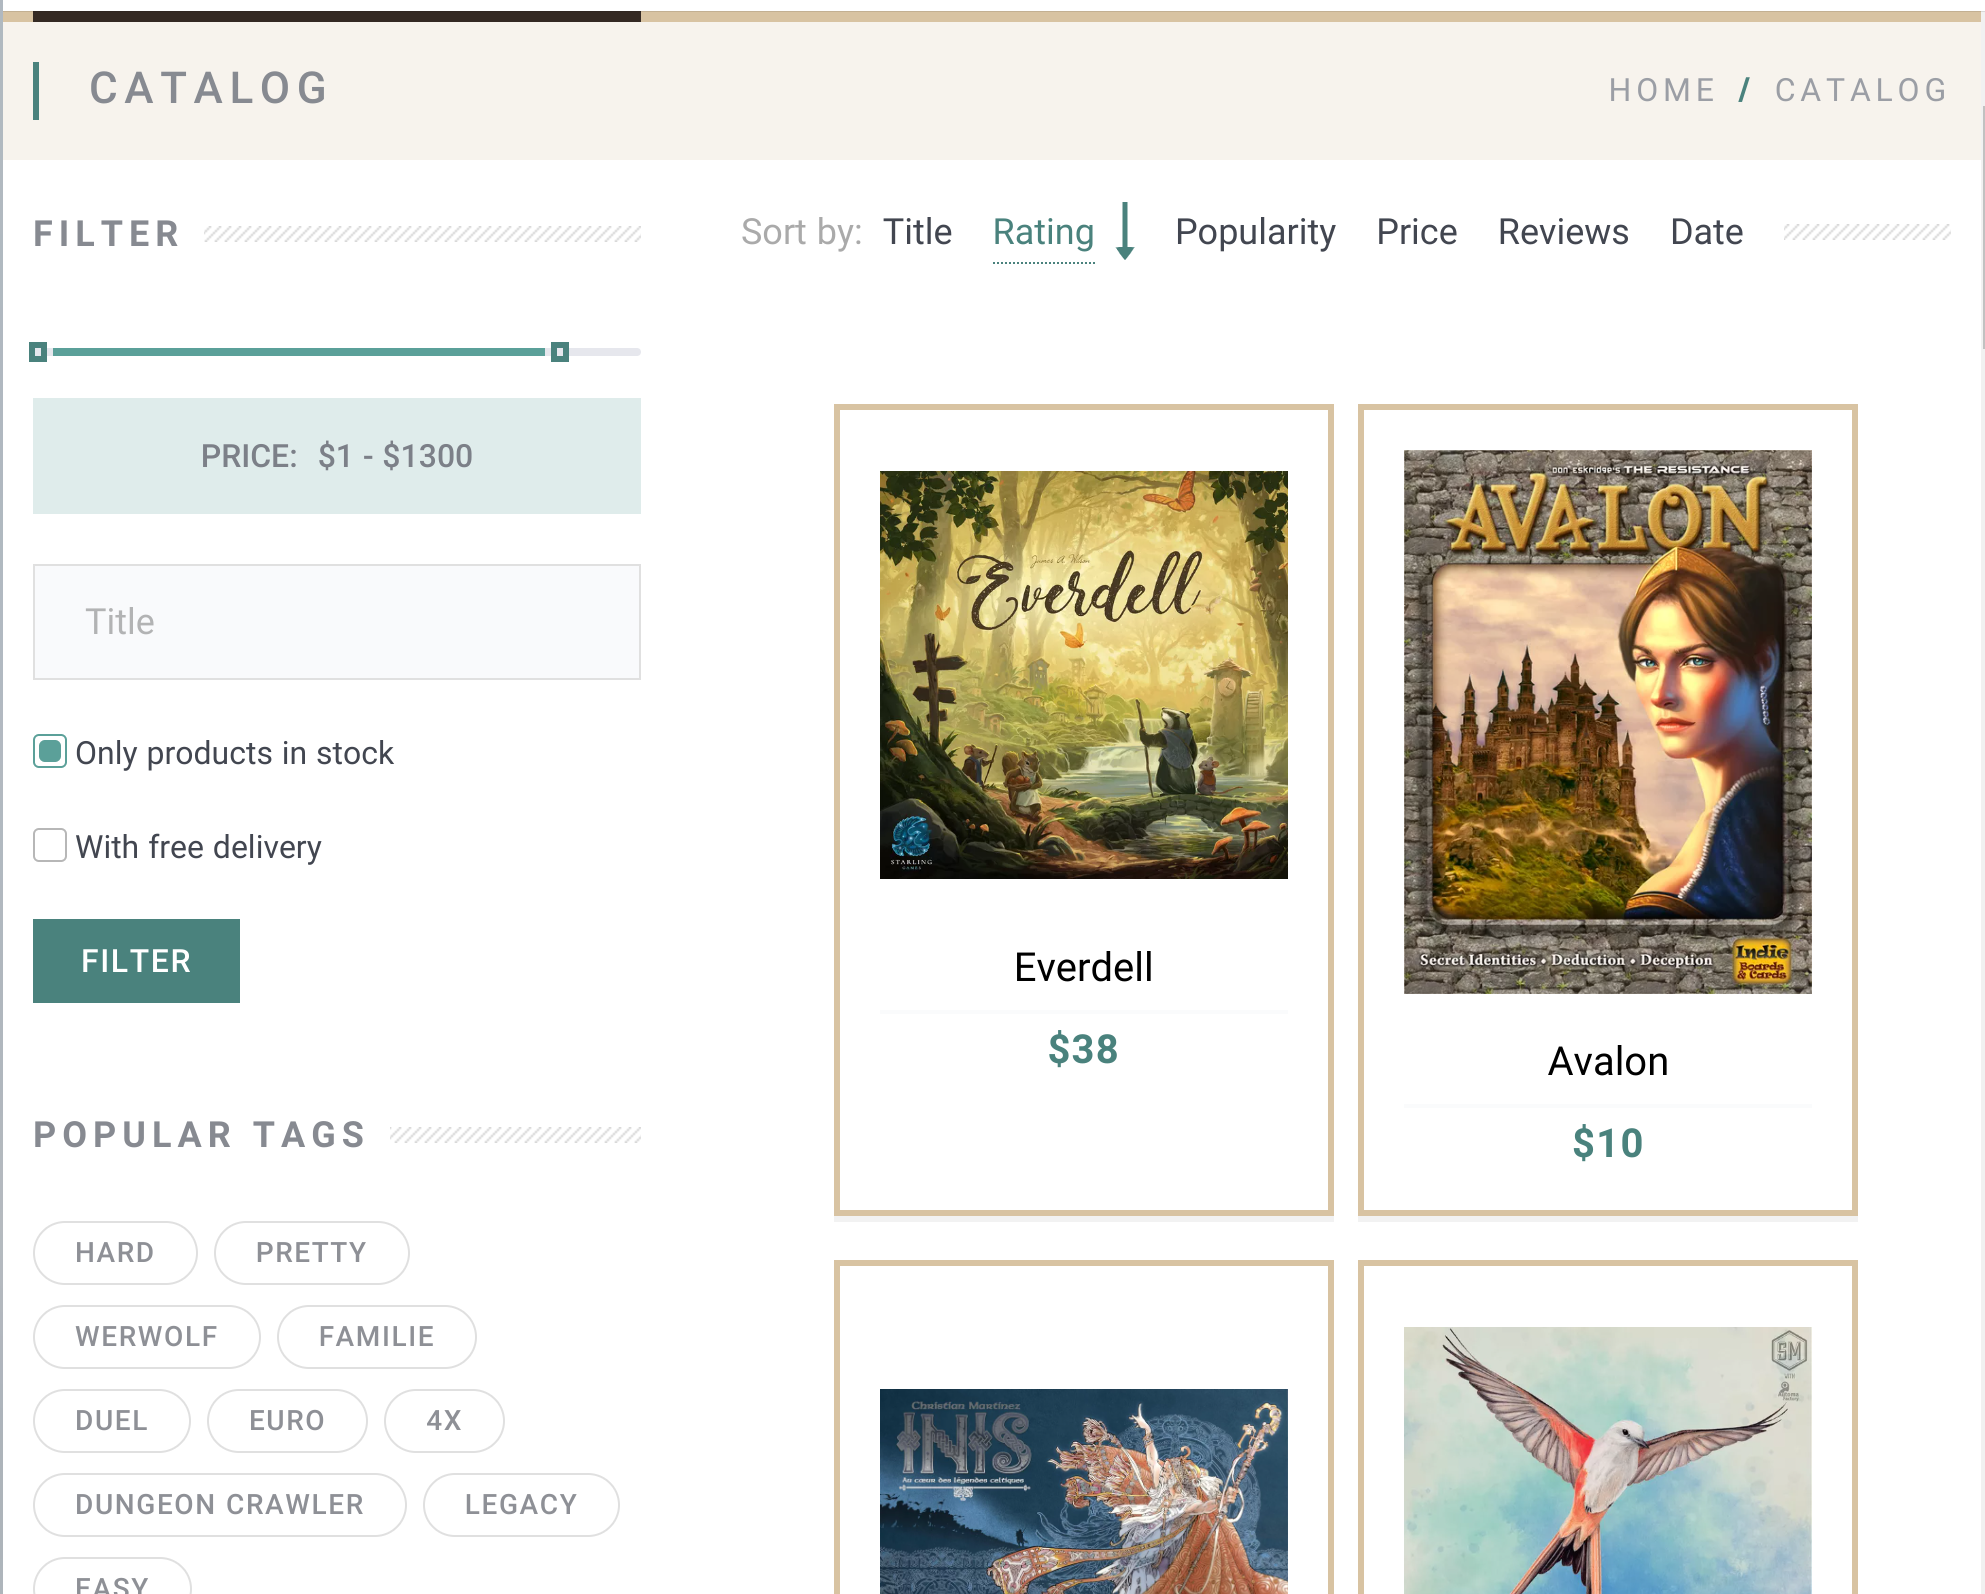 CATALOG
HOME / CATALOG
FILTER
Sort by: Title Rating Popularity Price Reviews Date
PRICE: $1 - $1300
Title
Only products in stock
With free delivery
FILTER
POPULAR TAGS
HARD PRETTY
WERWOLF FAMILIE
DUEL EURO 4X
DUNGEON CRAWLER LEGACY
EASY
James A. Wilson
Everdell
STARLING
GAMES
Everdell
$38
Don Eskridge's THE RESISTANCE
AVALON
Secret Identities • Deduction • Deception
Indie
Boards
& Cards
Avalon
$10
Christian Martinez
INIS
Au cœur des légendes celtiques
SM
WITH